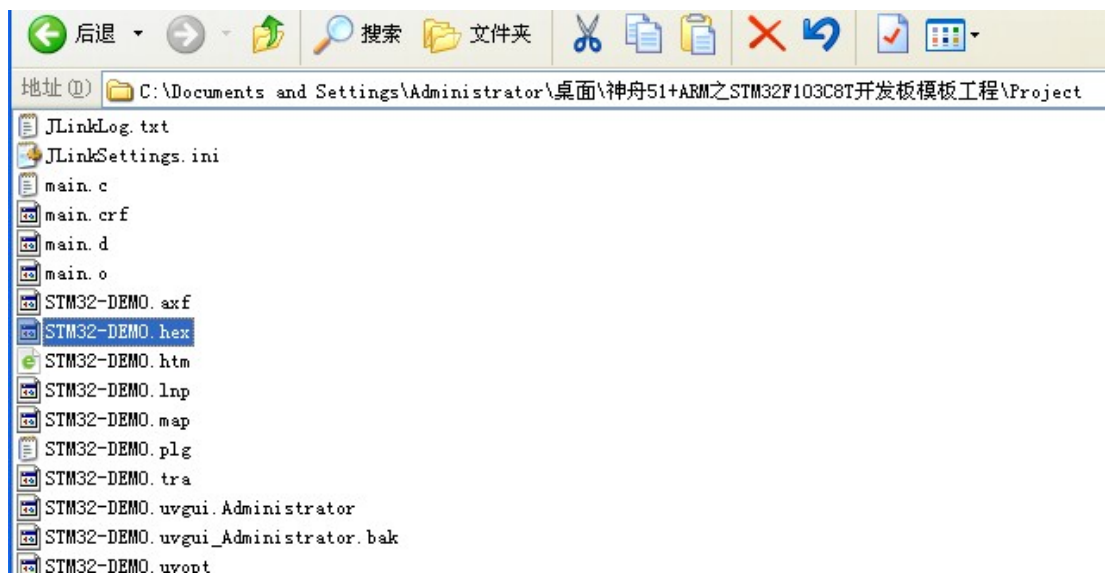 后退 搜索 文件夹
地址(D) C:\Documents and Settings\Administrator\桌面\神舟51+ARM之STM32F103C8T开发板模板工程\Project
JLinkLog.txt
JLinkSettings.ini
main.c
main.crf
main.d
main.o
STM32-DEMO.axf
STM32-DEMO.hex
STM32-DEMO.htm
STM32-DEMO.lnp
STM32-DEMO.map
STM32-DEMO.plg
STM32-DEMO.tra
STM32-DEMO.uvgui.Administrator
STM32-DEMO.uvgui_Administrator.bak
STM32-DEMO.uvopt